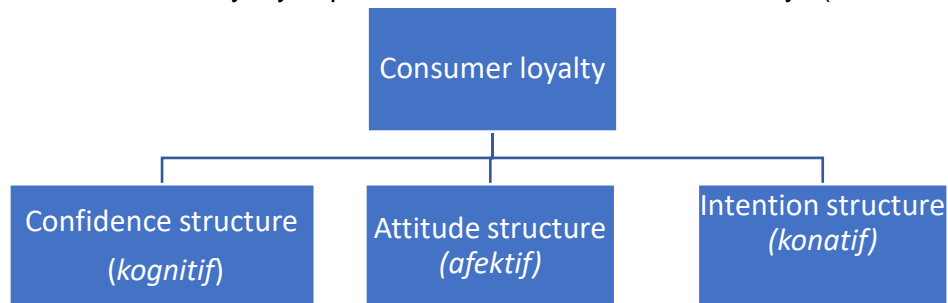 Consumer loyalty
Confidence structure
(kognitif)
Attitude structure
(afektif)
Intention structure
(konatif)